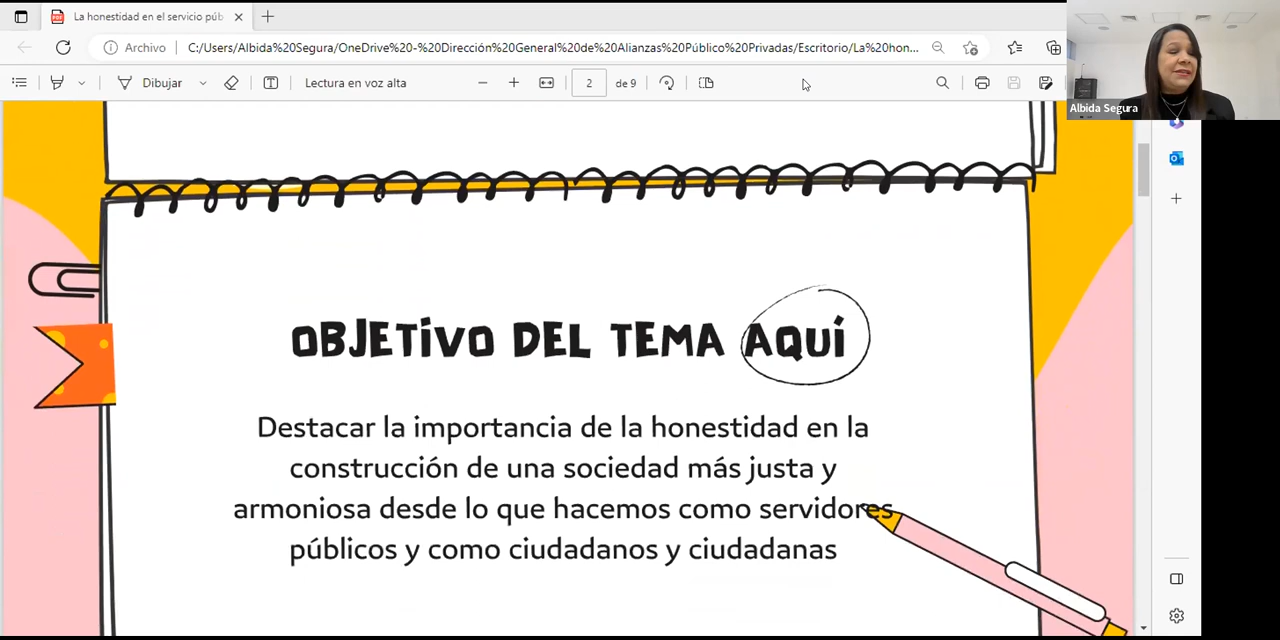 La honestidad en el servicio púb
Archivo
C:/Users/Albida%20Segura/OneDrive%20-%20Dirección%20General%20de%20Alianzas%20Público%20Privadas/Escritorio/La%20hon...
Dibujar
Lectura en voz alta
2
de 9
Albida Segura
OBJETIVO DEL TEMA AQUÍ
Destacar la importancia de la honestidad en la
construcción de una sociedad más justa y
armoniosa desde lo que hacemos como servidores
públicos y como ciudadanos y ciudadanas